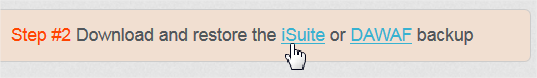 Step #2 Download and restore the iSuite or DAWAF backup